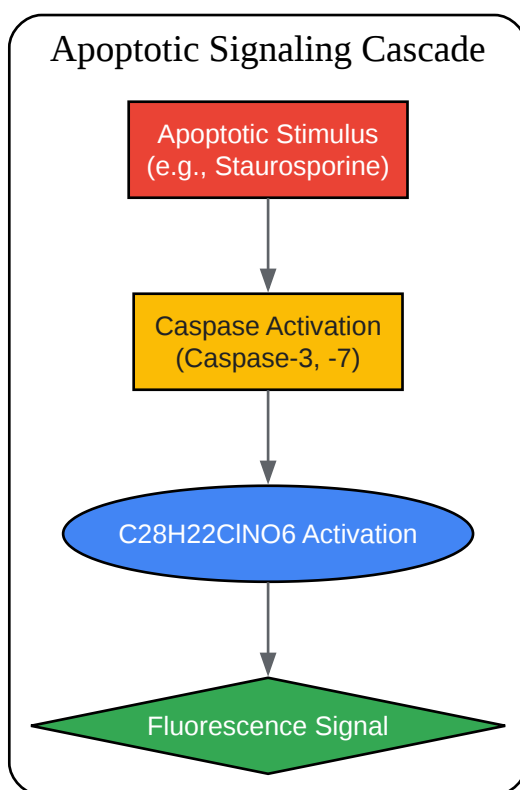 Apoptotic Signaling Cascade
Apoptotic Stimulus
(e.g., Staurosporine)
Caspase Activation
(Caspase-3, -7)
C28H22ClNO6 Activation
Fluorescence Signal